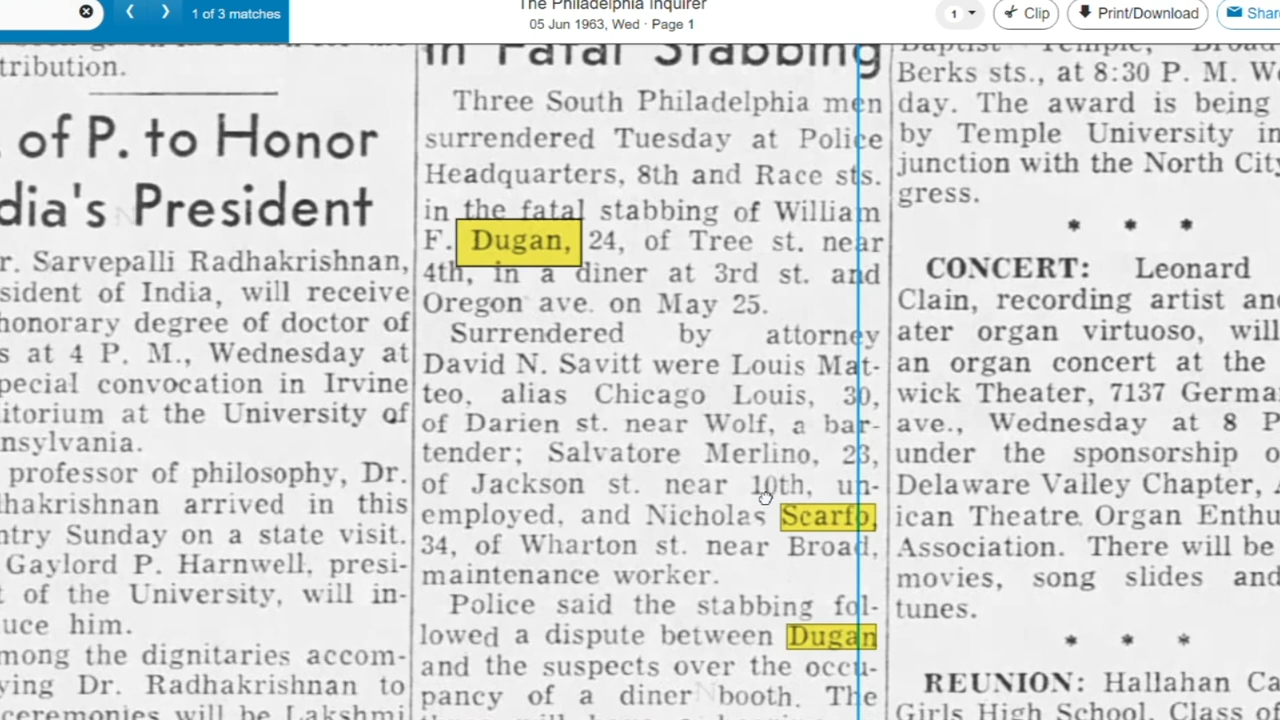 1 of 3 matches
The Philadelphia Inquirer
05 Jun 1963, Wed · Page 1
1
Clip
Print/Download
tribution.
of P. to Honor
dia's President
r. Sarvepalli Radhakrishnan,
sident of India, will receive
honorary degree of doctor of
s at 4 P. M., Wednesday at
pecial convocation in Irvine
itorium at the University of
nsylvania.
professor of philosophy, Dr.
dhakrishnan arrived in this
ntry Sunday on a state visit.
Gaylord P. Harnwell, presi-
t of the University, will in-
uce him.
mong the dignitaries accom-
ying Dr. Radhakrishnan to
ceremonies will be Lakshmi
in Fatal Stabbing
Three South Philadelphia men
surrendered Tuesday at Police
Headquarters, 8th and Race sts.
in the fatal stabbing of William
F. Dugan, 24, of Tree st. near
4th, in a diner at 3rd st. and
Oregon ave. on May 25.
Surrendered by attorney
David N. Savitt were Louis Mat-
teo, alias Chicago Louis, 30,
of Darien st. near Wolf, a bar-
tender; Salvatore Merlino, 23,
of Jackson st. near 10th, un-
employed, and Nicholas Scarfo,
34, of Wharton st. near Broad,
maintenance worker.
Police said the stabbing fol-
lowed a dispute between Dugan
and the suspects over the occu-
pancy of a diner booth. The
Baptist Temple, Broad
Berks sts., at 8:30 P. M. We
day. The award is being
by Temple University in
junction with the North City
gress.
* * *
CONCERT: Leonard
Clain, recording artist and
ater organ virtuoso, will
an organ concert at the
wick Theater, 7137 Germa
ave., Wednesday at 8 P
under the sponsorship o
Delaware Valley Chapter, A
ican Theatre Organ Enthu
Association. There will be
movies, song slides and
tunes.
* * *
REUNION: Hallahan Ca
Girls High School, Class of